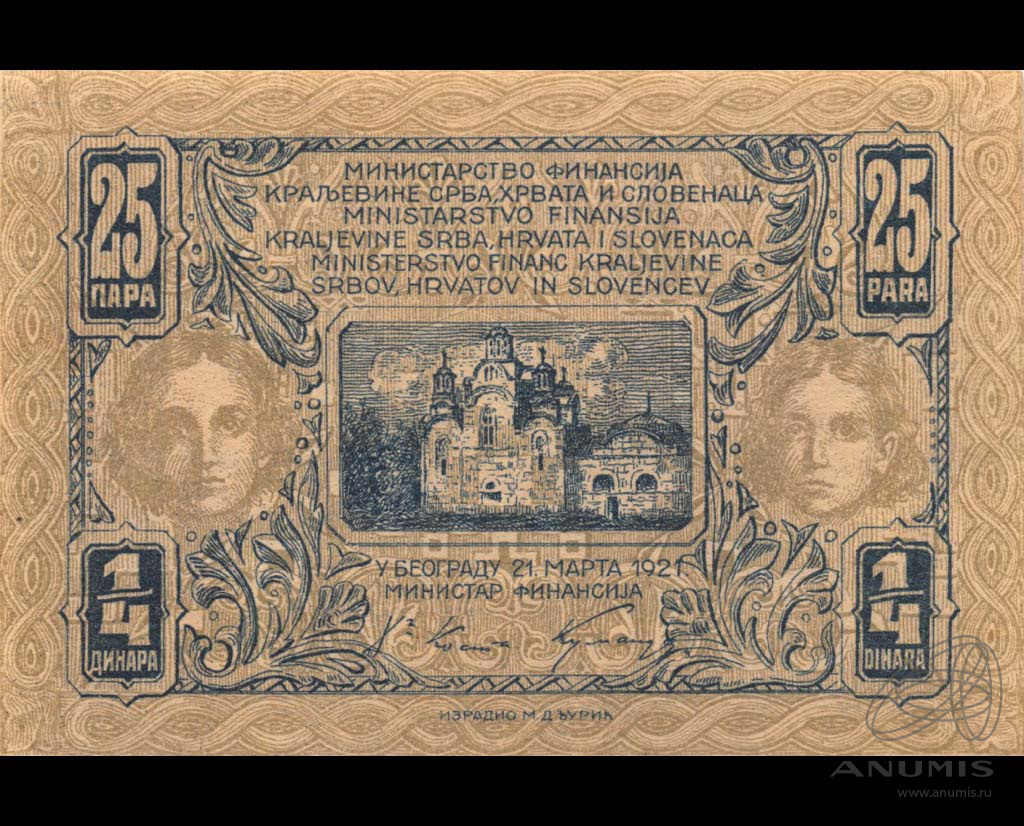 25 25
ПАРА PARA
МИНИСТАРСТВО ФИНАНСИЈА
КРАЉЕВИНЕ СРБА, ХРВАТА И СЛОВЕНАЦА
MINISTARSTVO FINANSIJA
KRALJEVINE SRBA, HRVATA I SLOVENACA
MINISTERSTVO FINANC KRALJEVINE
SRBOV, HRVATOV IN SLOVENCEV
У БЕОГРАДУ 21. МАРТА 1921
МИНИСТАР ФИНАНСИЈА
1/4 1/4
ДИНАРА DINARA
ИЗРАДИО М. Д. ЂУРИЋ
ANUMIS
www.anumis.ru